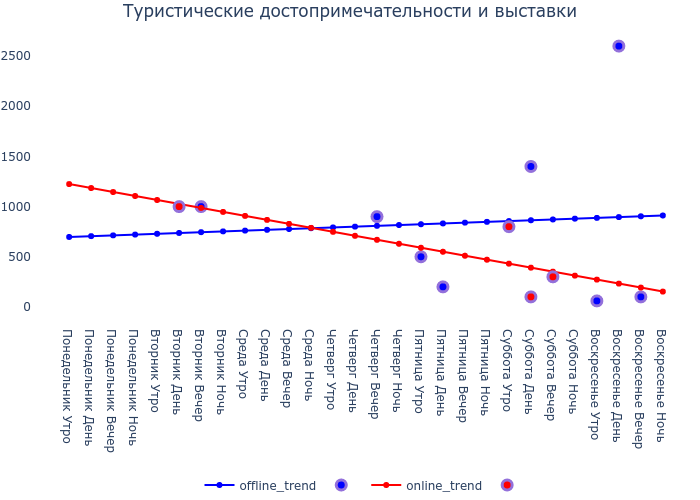 Туристические достопримечательности и выставки
2500
2000
1500
1000
500
0
Понедельник Утро
Понедельник День
Понедельник Вечер
Понедельник Ночь
Вторник Утро
Вторник День
Вторник Вечер
Вторник Ночь
Среда Утро
Среда День
Среда Вечер
Среда Ночь
Четверг Утро
Четверг День
Четверг Вечер
Четверг Ночь
Пятница Утро
Пятница День
Пятница Вечер
Пятница Ночь
Суббота Утро
Суббота День
Суббота Вечер
Суббота Ночь
Воскресенье Утро
Воскресенье День
Воскресенье Вечер
Воскресенье Ночь
offline_trend online_trend